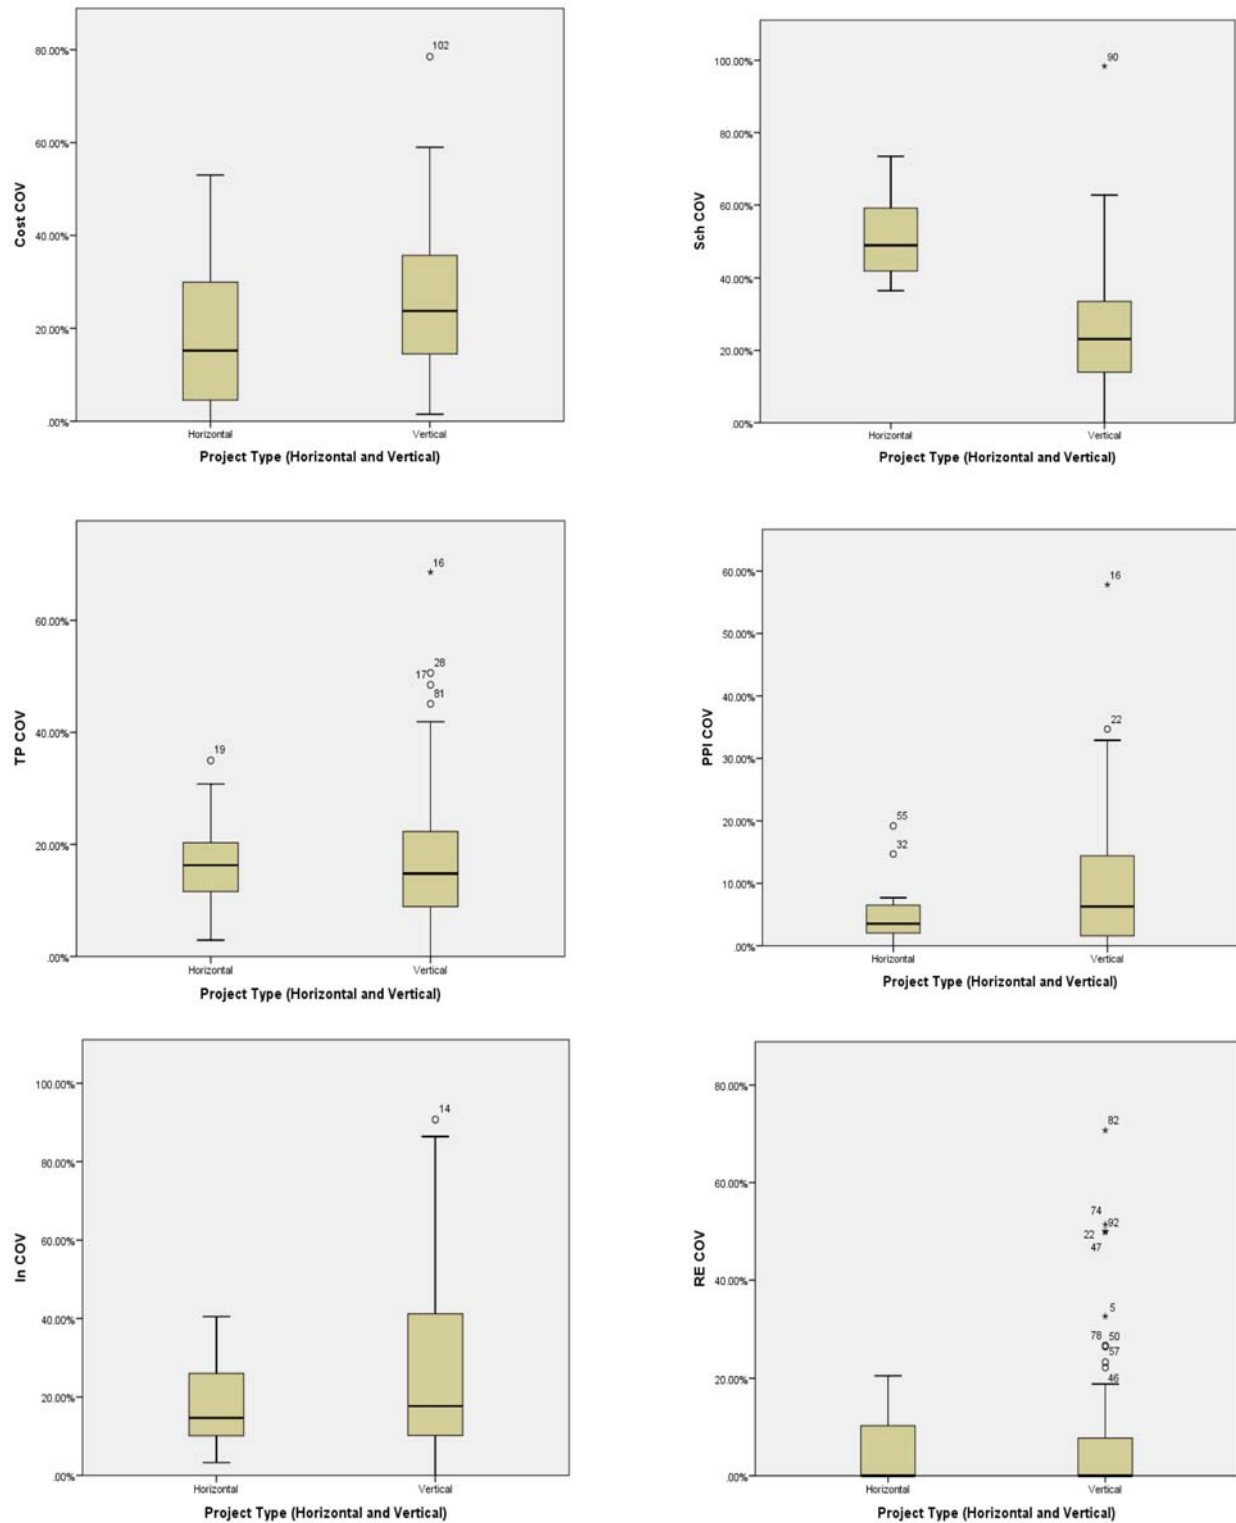 Cost COV
80.00%
60.00%
40.00%
20.00%
.00%
102
Horizontal
Vertical
Project Type (Horizontal and Vertical)
Sch COV
100.00%
80.00%
60.00%
40.00%
20.00%
.00%
90
Horizontal
Vertical
Project Type (Horizontal and Vertical)
TP COV
60.00%
40.00%
20.00%
.00%
19
16
28
17
81
Horizontal
Vertical
Project Type (Horizontal and Vertical)
PPI COV
60.00%
50.00%
40.00%
30.00%
20.00%
10.00%
.00%
55
32
16
22
Horizontal
Vertical
Project Type (Horizontal and Vertical)
In COV
100.00%
80.00%
60.00%
40.00%
20.00%
.00%
14
Horizontal
Vertical
Project Type (Horizontal and Vertical)
RE COV
80.00%
60.00%
40.00%
20.00%
.00%
82
74
92
22
47
5
78
50
57
46
Horizontal
Vertical
Project Type (Horizontal and Vertical)